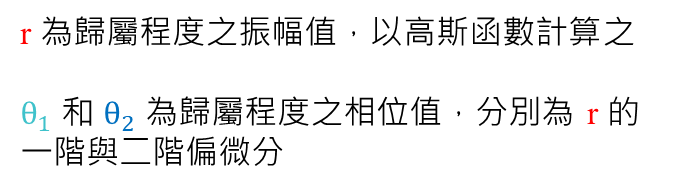 r 為歸屬程度之振幅值，以高斯函數計算之
θ₁ 和 θ₂ 為歸屬程度之相位值，分別為 r 的
一階與二階偏微分